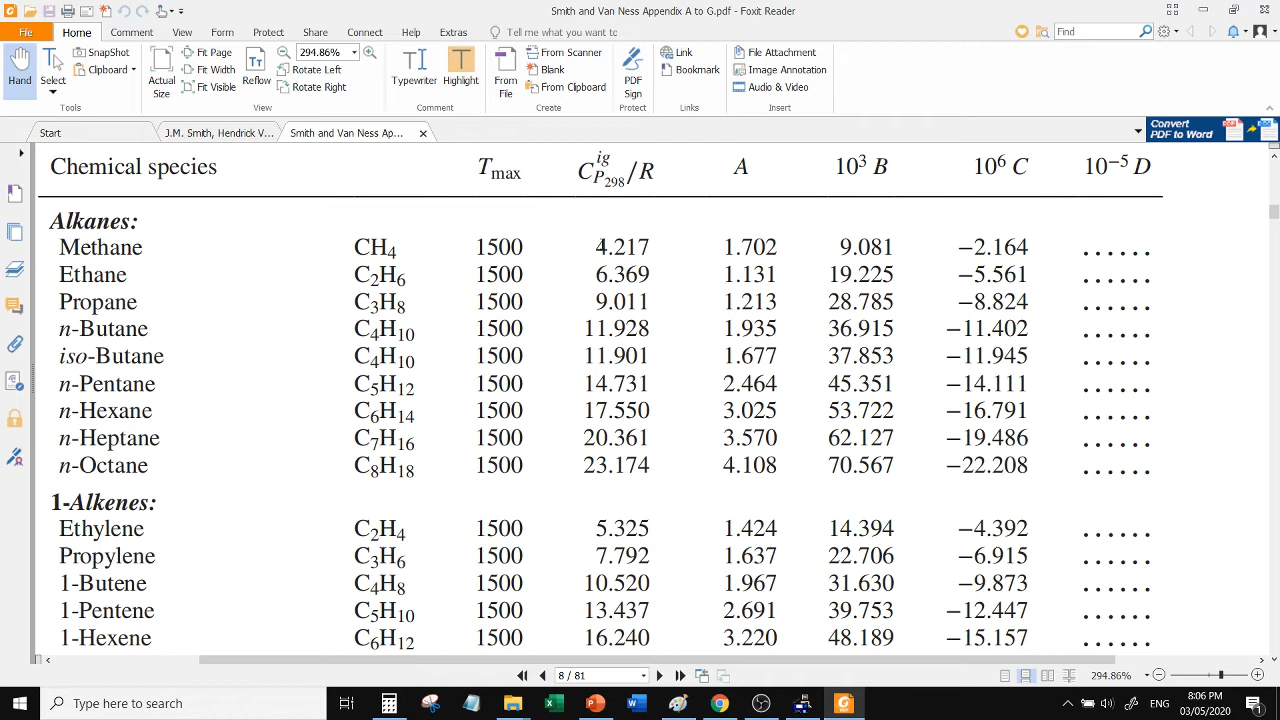 Smith and Van Ness Appendix A to G.pdf - Foxit Reader
File Home Comment View Form Protect Share Connect Help Extras Tell me what you want to Find
Hand Select SnapShot Clipboard Actual Size Fit Page Fit Width Fit Visible Reflow 294.86% Rotate Left Rotate Right Typewriter Highlight From File From Scanner Blank From Clipboard PDF Sign Link Bookmark File Attachment Image Annotation Audio & Video
Tools View Comment Create Protect Links Insert
Start J.M. Smith, Hendrick V... Smith and Van Ness Ap... Convert PDF to Word
Chemical species T_max C^ig_P298/R A 10³ B 10⁶ C 10⁻⁵ D
Alkanes:
Methane CH₄ 1500 4.217 1.702 9.081 −2.164 ......
Ethane C₂H₆ 1500 6.369 1.131 19.225 −5.561 ......
Propane C₃H₈ 1500 9.011 1.213 28.785 −8.824 ......
n-Butane C₄H₁₀ 1500 11.928 1.935 36.915 −11.402 ......
iso-Butane C₄H₁₀ 1500 11.901 1.677 37.853 −11.945 ......
n-Pentane C₅H₁₂ 1500 14.731 2.464 45.351 −14.111 ......
n-Hexane C₆H₁₄ 1500 17.550 3.025 53.722 −16.791 ......
n-Heptane C₇H₁₆ 1500 20.361 3.570 62.127 −19.486 ......
n-Octane C₈H₁₈ 1500 23.174 4.108 70.567 −22.208 ......
1-Alkenes:
Ethylene C₂H₄ 1500 5.325 1.424 14.394 −4.392 ......
Propylene C₃H₆ 1500 7.792 1.637 22.706 −6.915 ......
1-Butene C₄H₈ 1500 10.520 1.967 31.630 −9.873 ......
1-Pentene C₅H₁₀ 1500 13.437 2.691 39.753 −12.447 ......
1-Hexene C₆H₁₂ 1500 16.240 3.220 48.189 −15.157 ......
8 / 81 294.86%
Type here to search ENG 8:06 PM
03/05/2020